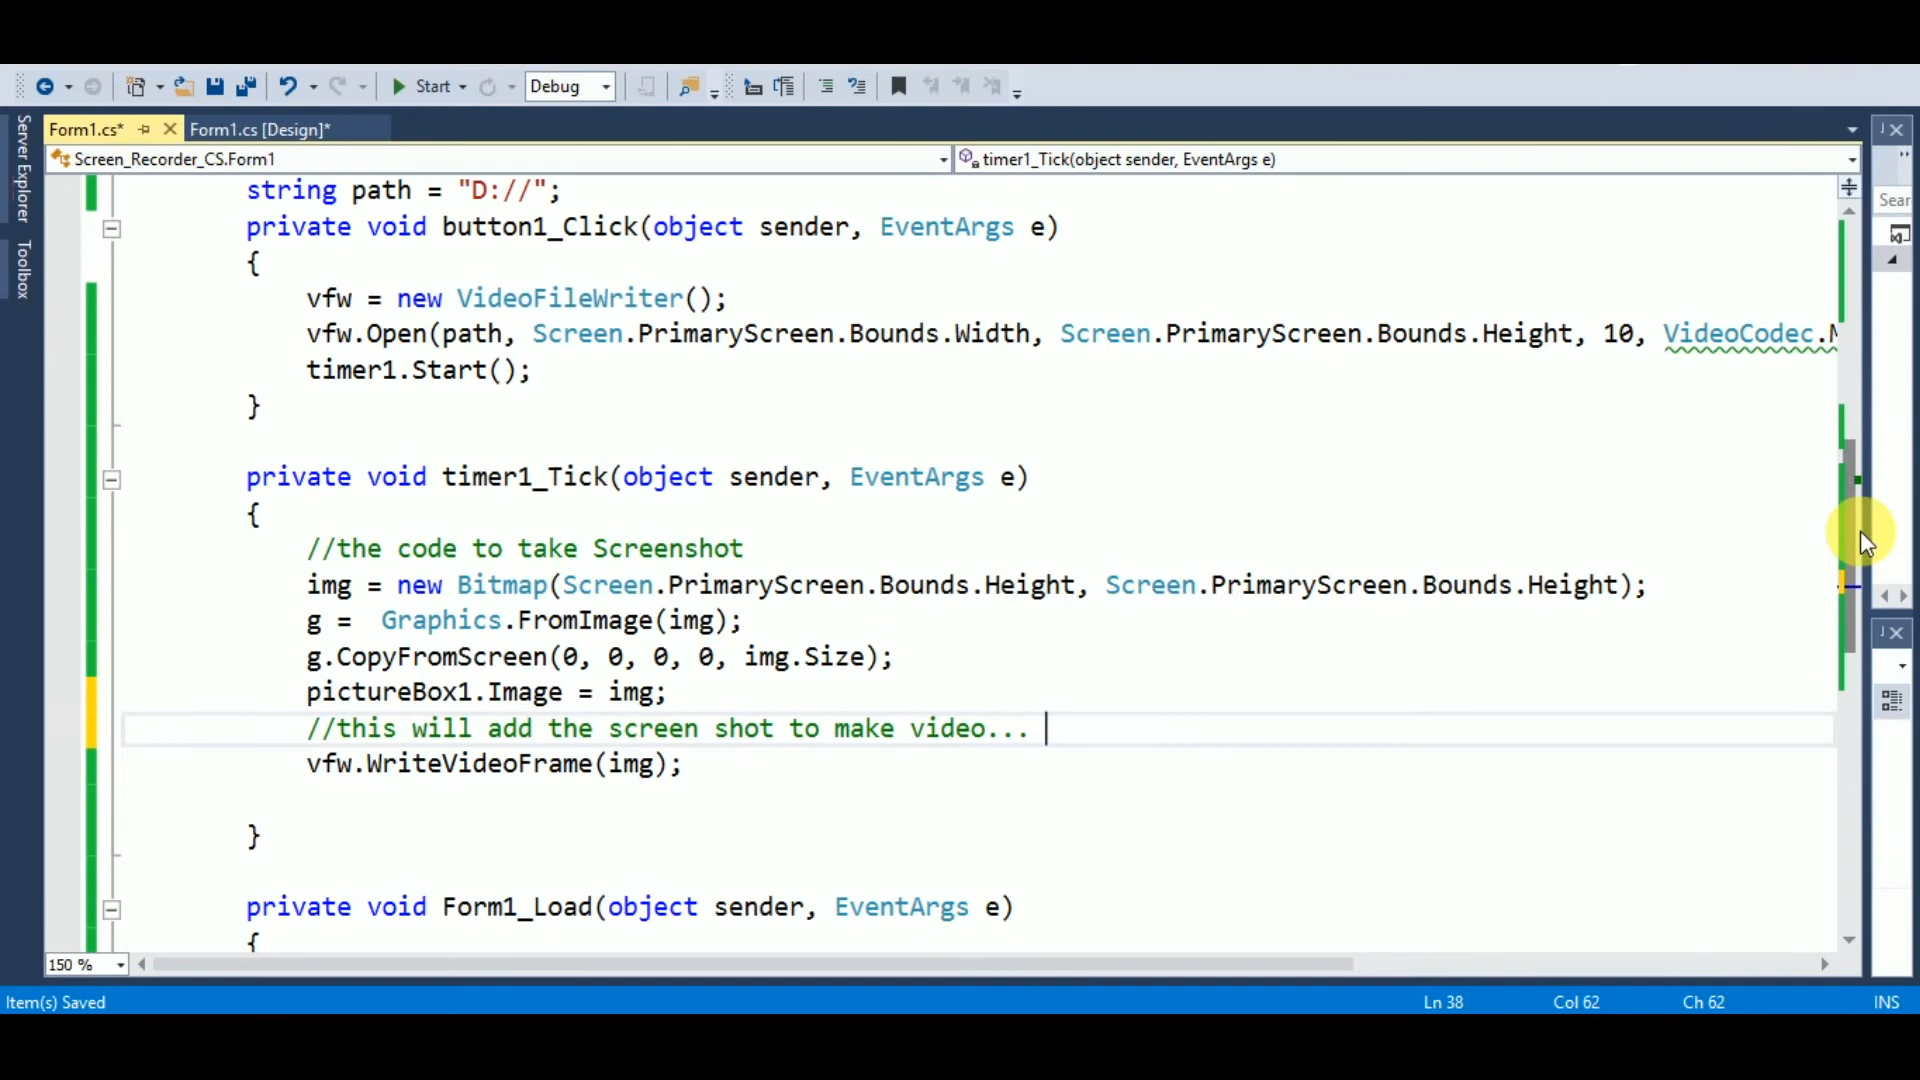 Start
Debug
Form1.cs*
Form1.cs [Design]*
Screen_Recorder_CS.Form1
timer1_Tick(object sender, EventArgs e)
Server Explorer
Toolbox
Sear
string path = "D://";
private void button1_Click(object sender, EventArgs e)
{
vfw = new VideoFileWriter();
vfw.Open(path, Screen.PrimaryScreen.Bounds.Width, Screen.PrimaryScreen.Bounds.Height, 10, VideoCodec.M
timer1.Start();
}
private void timer1_Tick(object sender, EventArgs e)
{
//the code to take Screenshot
img = new Bitmap(Screen.PrimaryScreen.Bounds.Height, Screen.PrimaryScreen.Bounds.Height);
g =  Graphics.FromImage(img);
g.CopyFromScreen(0, 0, 0, 0, img.Size);
pictureBox1.Image = img;
//this will add the screen shot to make video...
vfw.WriteVideoFrame(img);
}
private void Form1_Load(object sender, EventArgs e)
{
150 %
Item(s) Saved
Ln 38
Col 62
Ch 62
INS